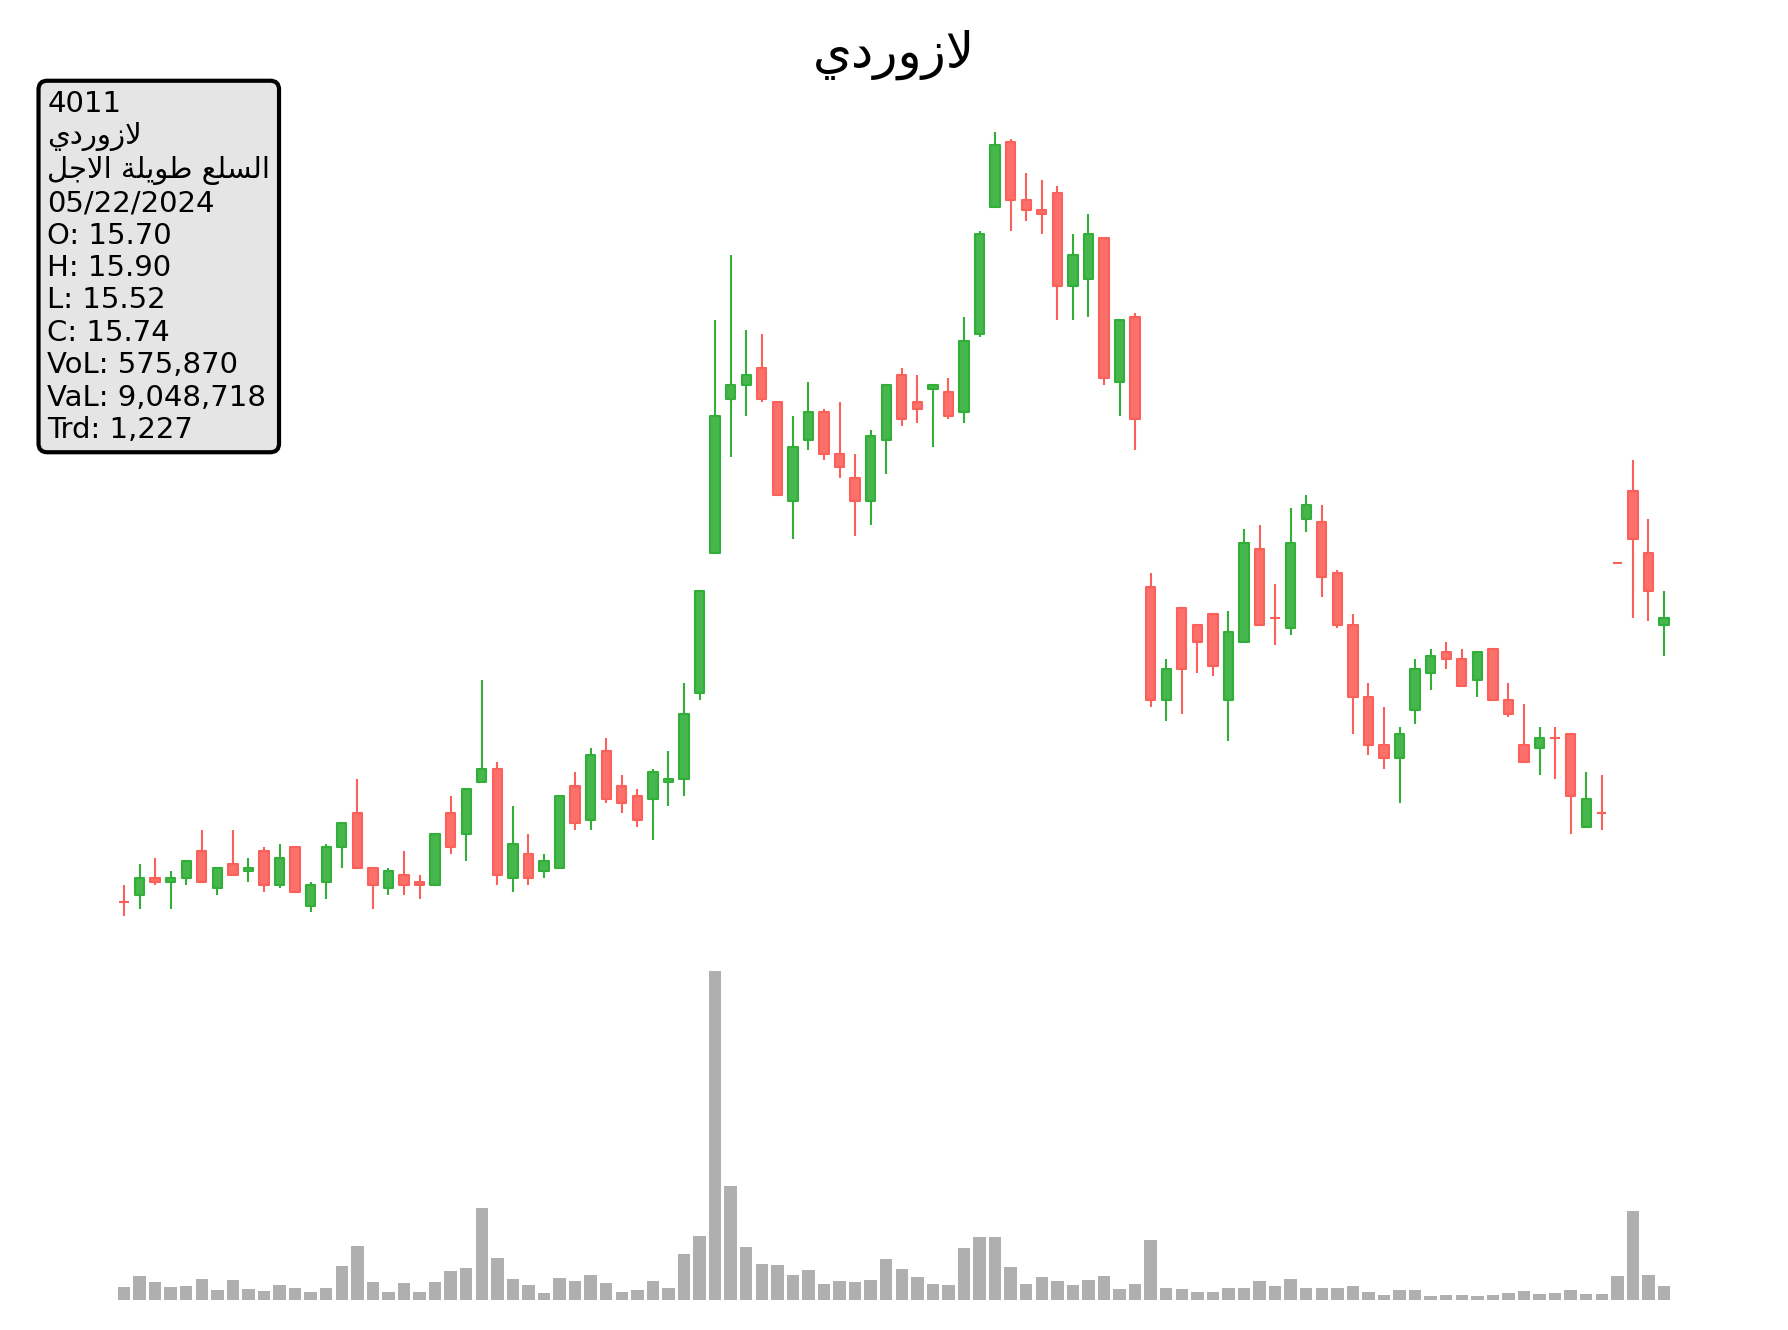 لازوردي
4011
لازوردي
السلع طويلة الاجل
05/22/2024
O: 15.70
H: 15.90
L: 15.52
C: 15.74
VoL: 575,870
VaL: 9,048,718
Trd: 1,227